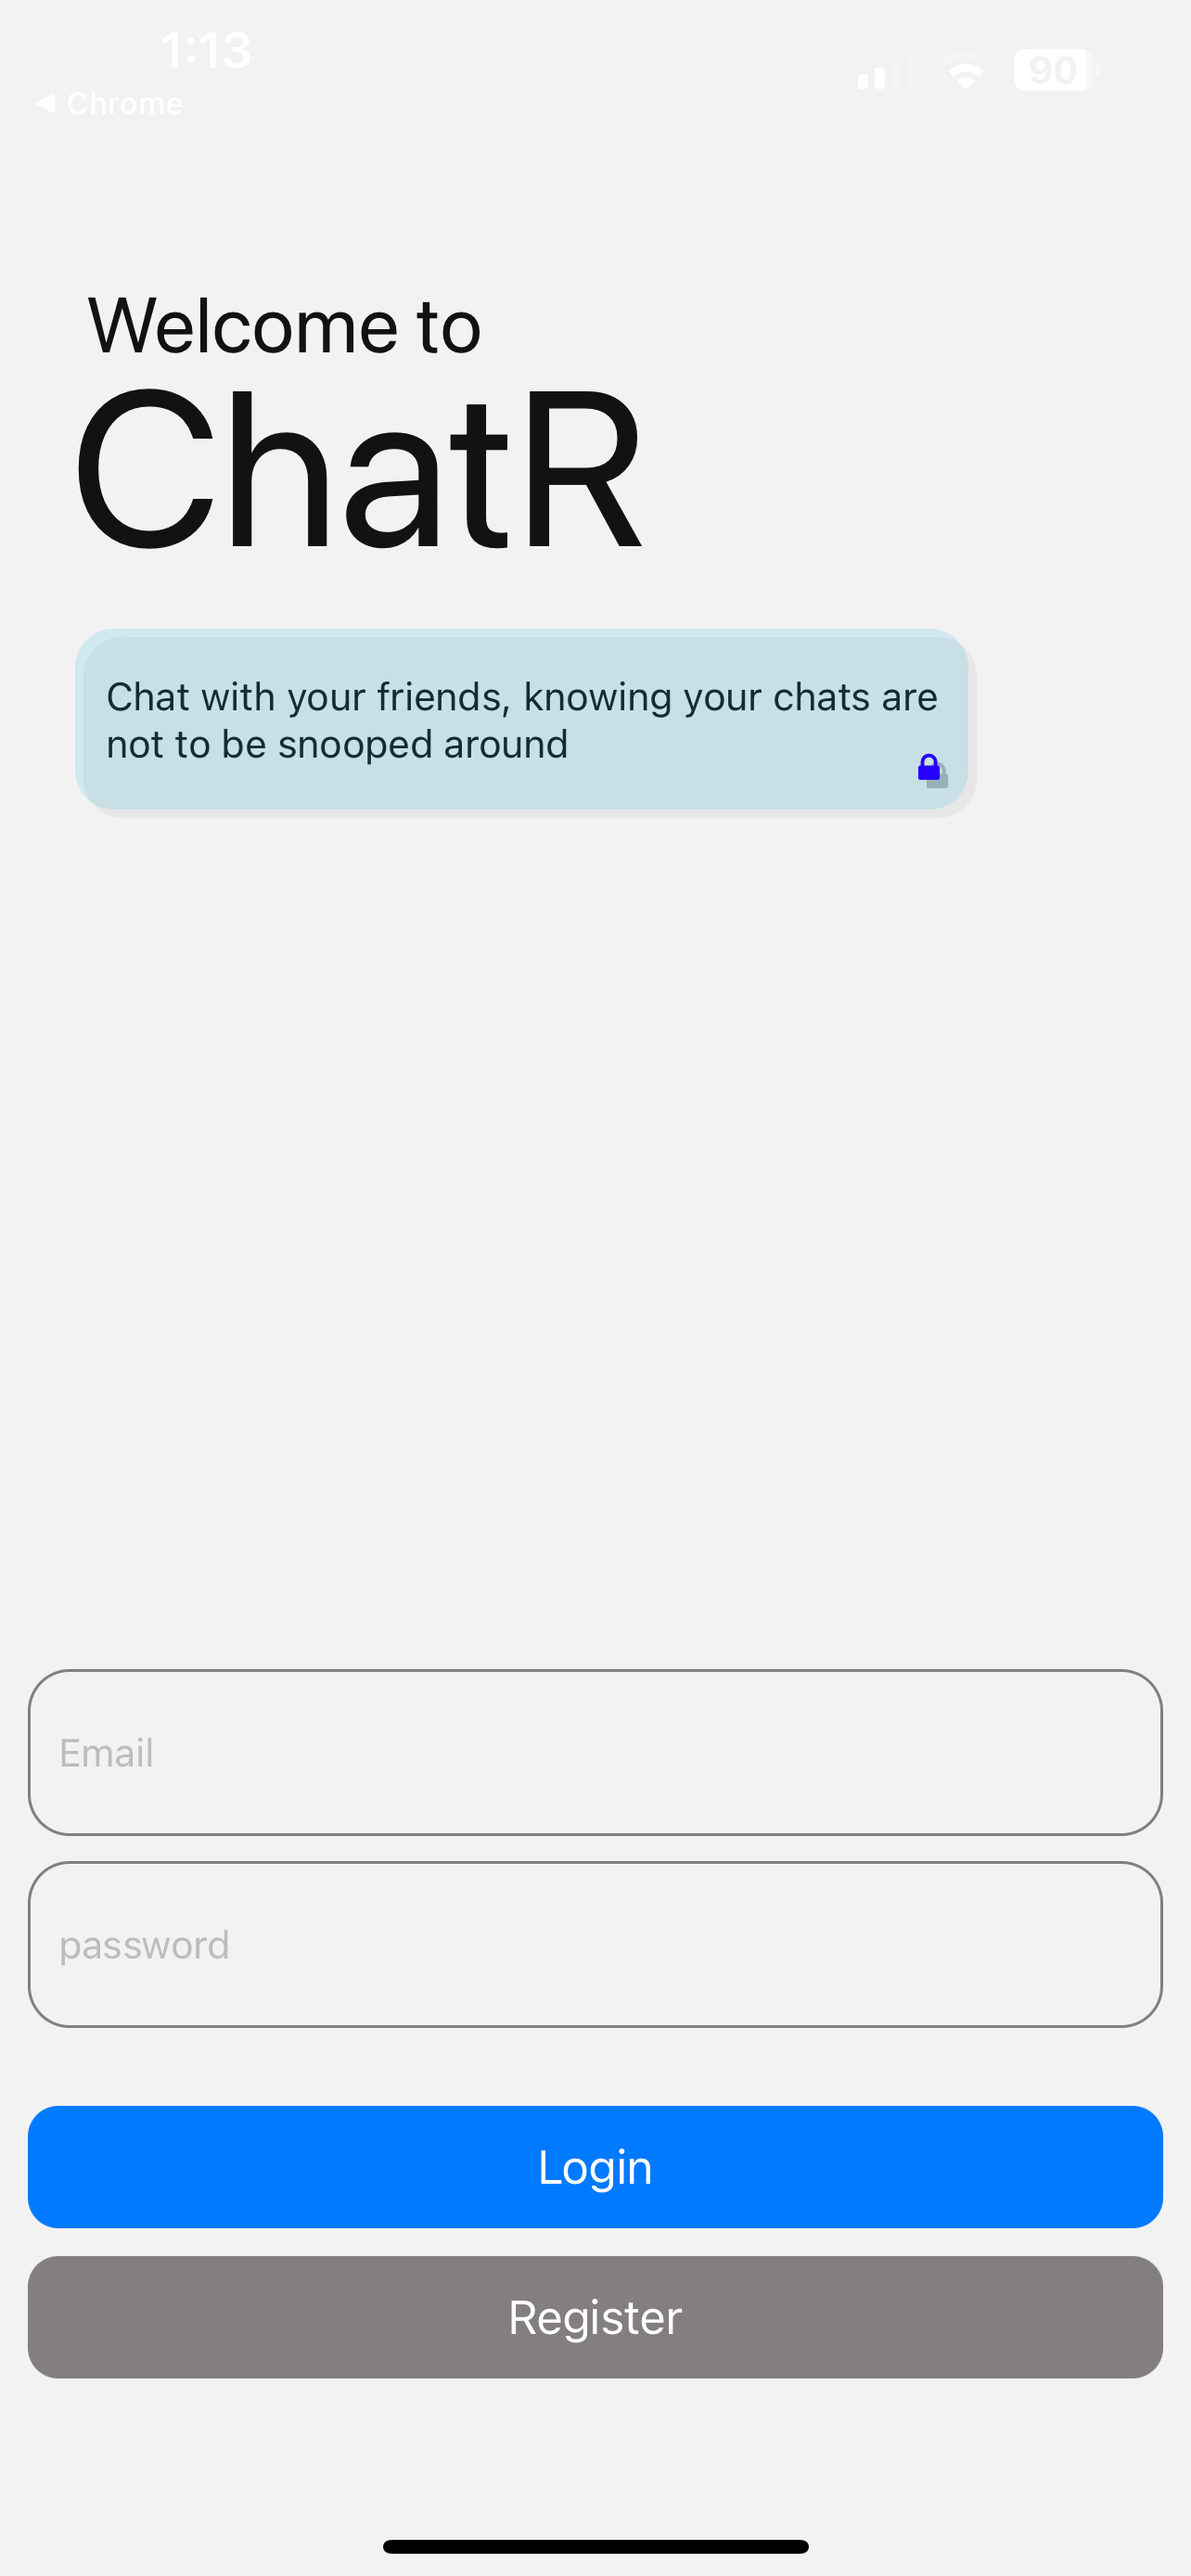 1:13
90
Chrome
Welcome to
ChatR
Chat with your friends, knowing your chats are
not to be snooped around
Email
password
Login
Register